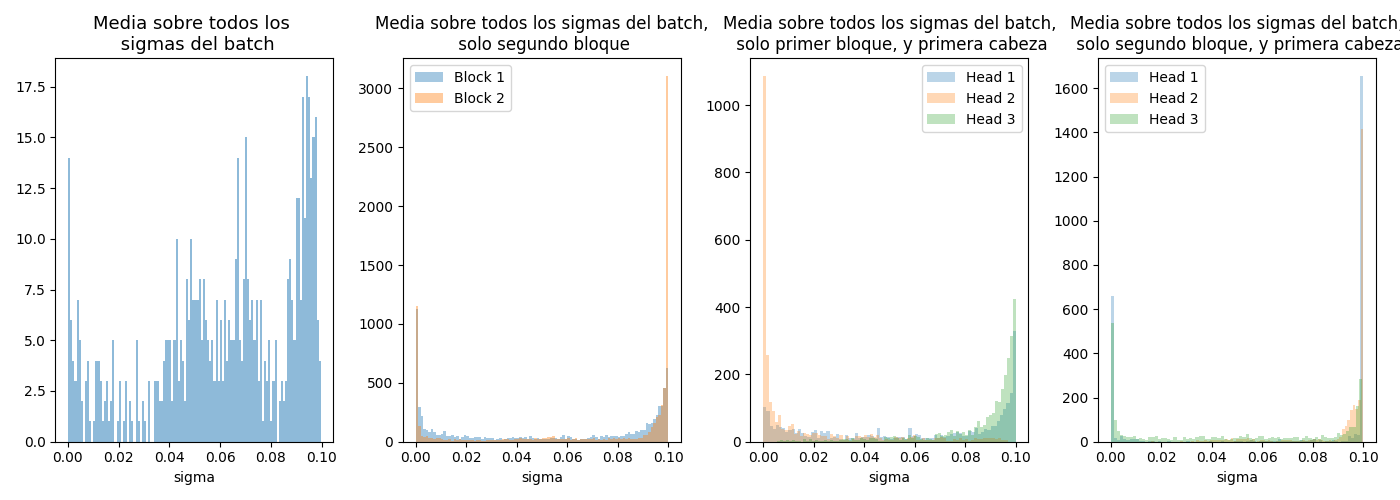 Media sobre todos los
sigmas del batch
17.5
15.0
12.5
10.0
7.5
5.0
2.5
0.0
0.00 0.02 0.04 0.06 0.08 0.10
sigma
Media sobre todos los sigmas del batch,
solo segundo bloque
Block 1
Block 2
3000
2500
2000
1500
1000
500
0
0.00 0.02 0.04 0.06 0.08 0.10
sigma
Media sobre todos los sigmas del batch,
solo primer bloque, y primera cabeza
Head 1
Head 2
Head 3
1000
800
600
400
200
0
0.00 0.02 0.04 0.06 0.08 0.10
sigma
Media sobre todos los sigmas del batch,
solo segundo bloque, y primera cabeza
Head 1
Head 2
Head 3
1600
1400
1200
1000
800
600
400
200
0
0.00 0.02 0.04 0.06 0.08 0.10
sigma